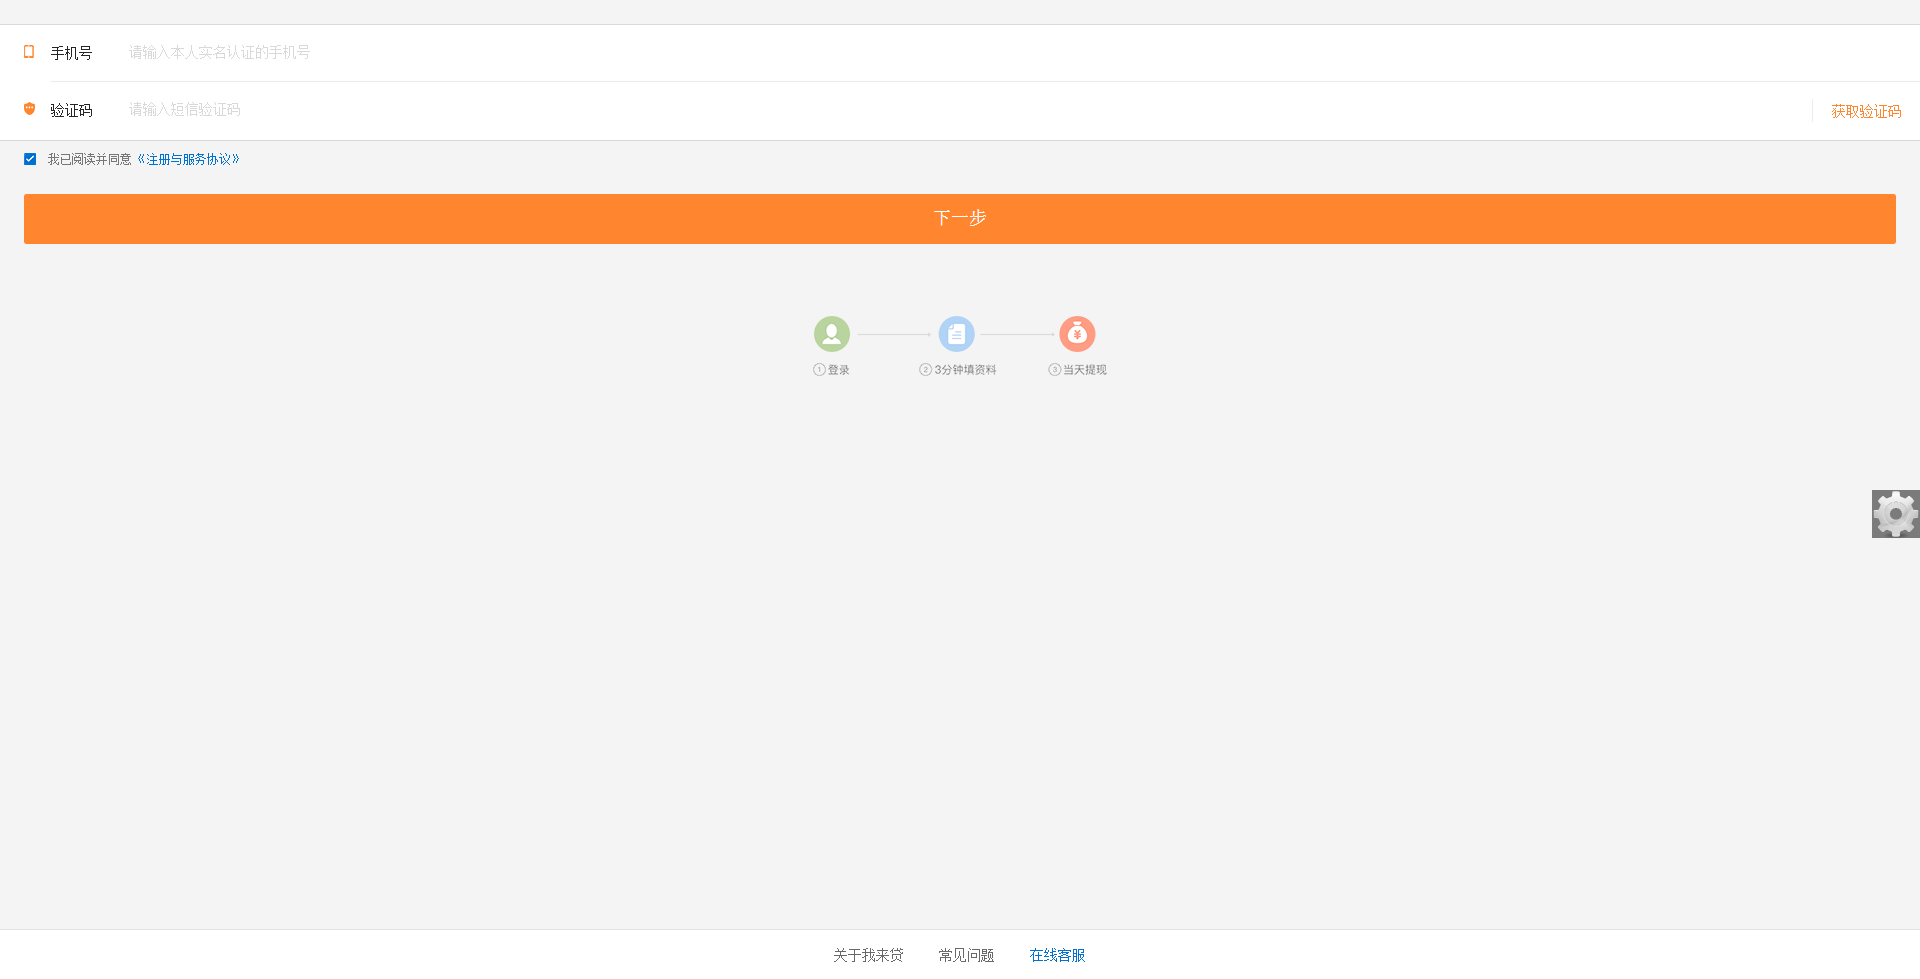 手机号 请输入本人实名认证的手机号
验证码 请输入短信验证码 获取验证码
我已阅读并同意《注册与服务协议》
下一步
①登录 ②3分钟填资料 ③当天提现
关于我来贷 常见问题 在线客服